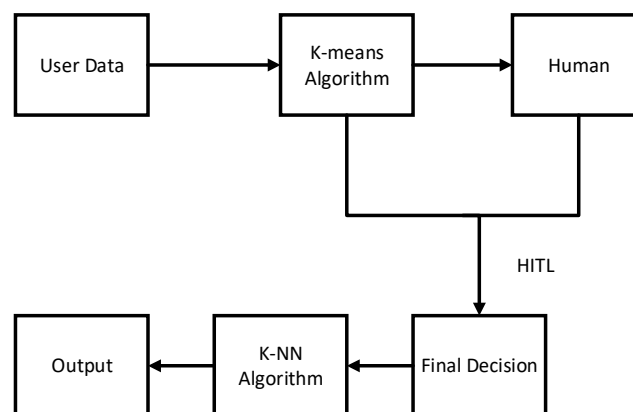 User Data
K-means
Algorithm
Human
HITL
Output
K-NN
Algorithm
Final Decision